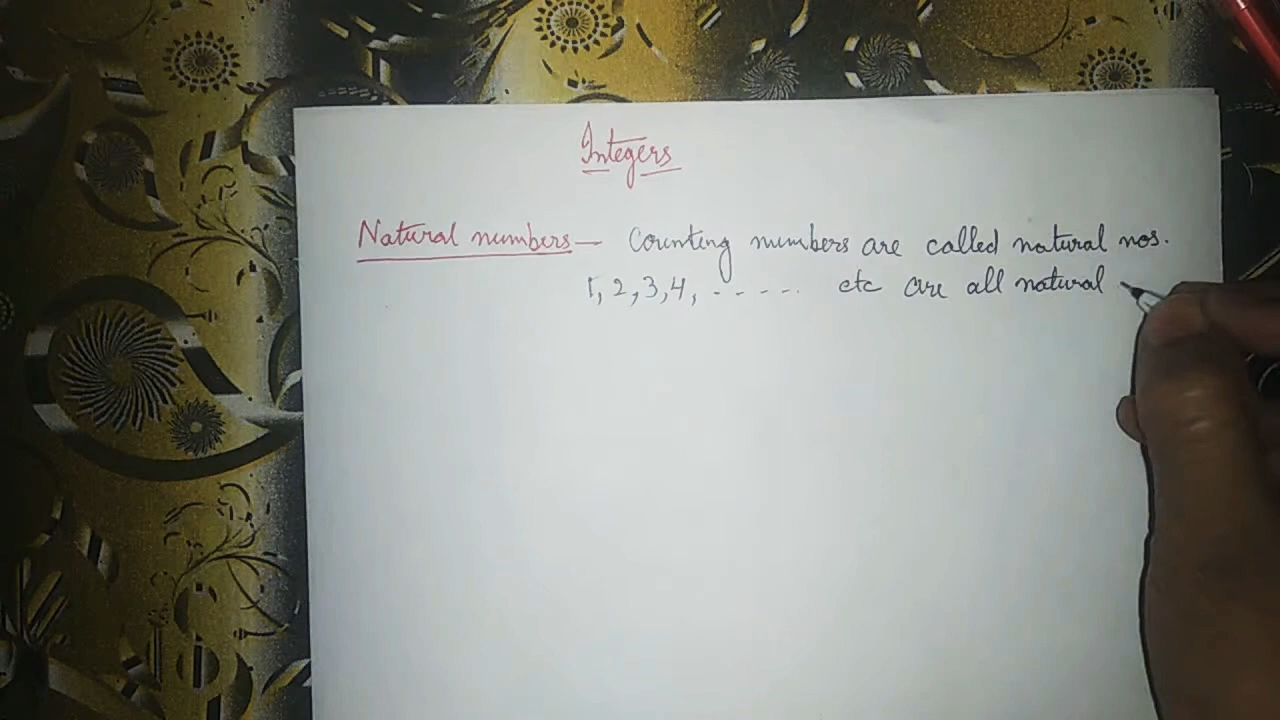 Integers
Natural numbers— Counting numbers are called natural nos.
1, 2, 3, 4, ------ etc are all natural